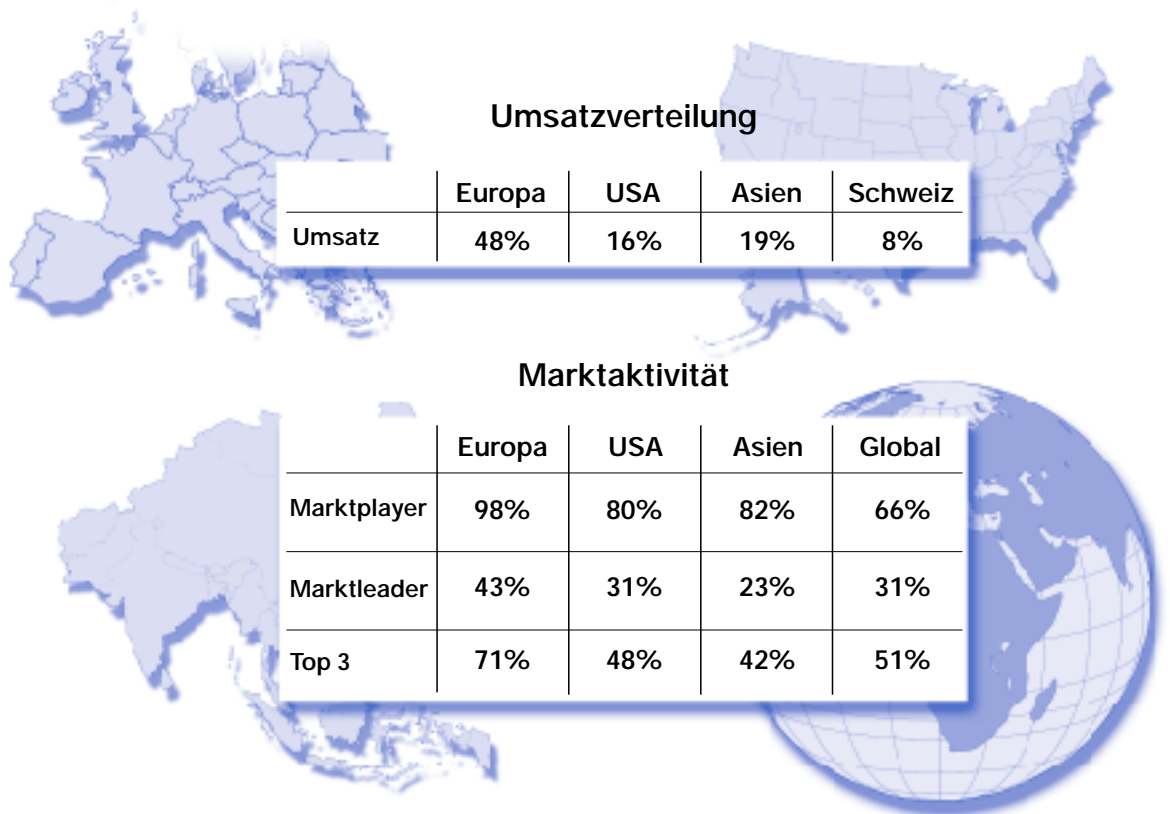 Umsatzverteilung
Europa USA Asien Schweiz
Umsatz 48% 16% 19% 8%
Marktaktivität
Europa USA Asien Global
Marktplayer 98% 80% 82% 66%
Marktleader 43% 31% 23% 31%
Top 3 71% 48% 42% 51%